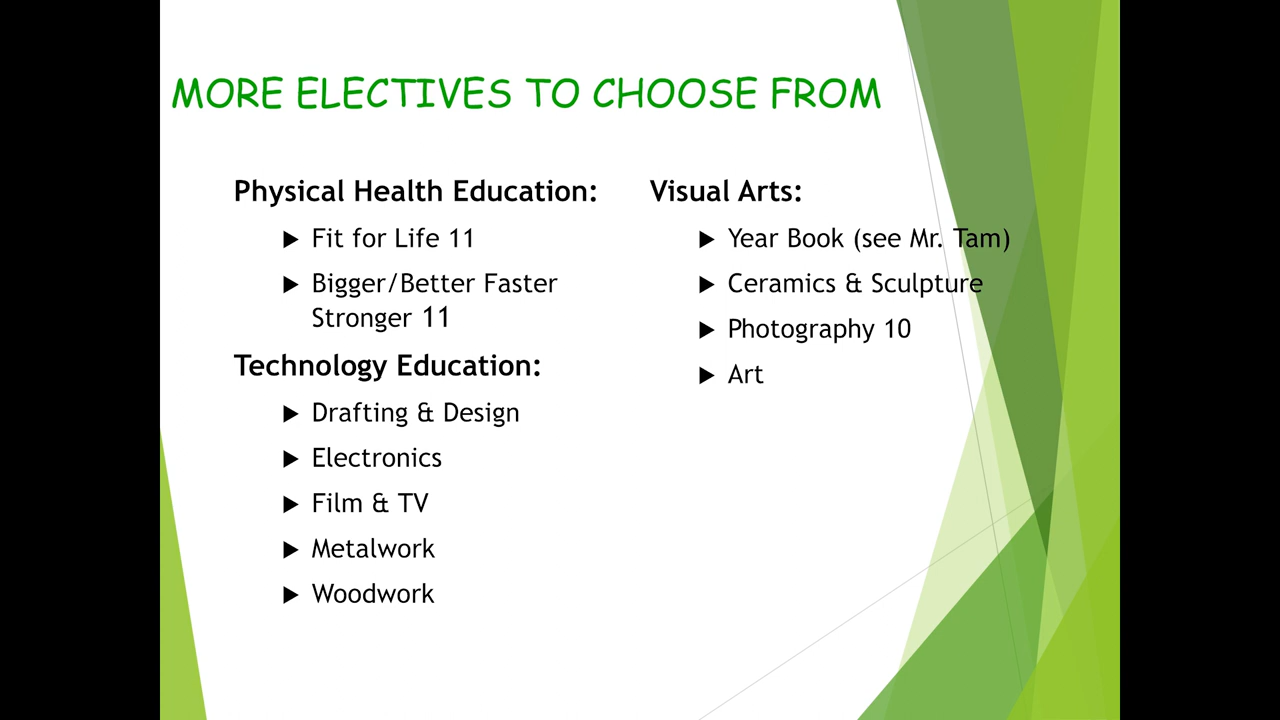 MORE ELECTIVES TO CHOOSE FROM
Physical Health Education:
Fit for Life 11
Bigger/Better Faster
Stronger 11
Technology Education:
Drafting & Design
Electronics
Film & TV
Metalwork
Woodwork
Visual Arts:
Year Book (see Mr. Tam)
Ceramics & Sculpture
Photography 10
Art